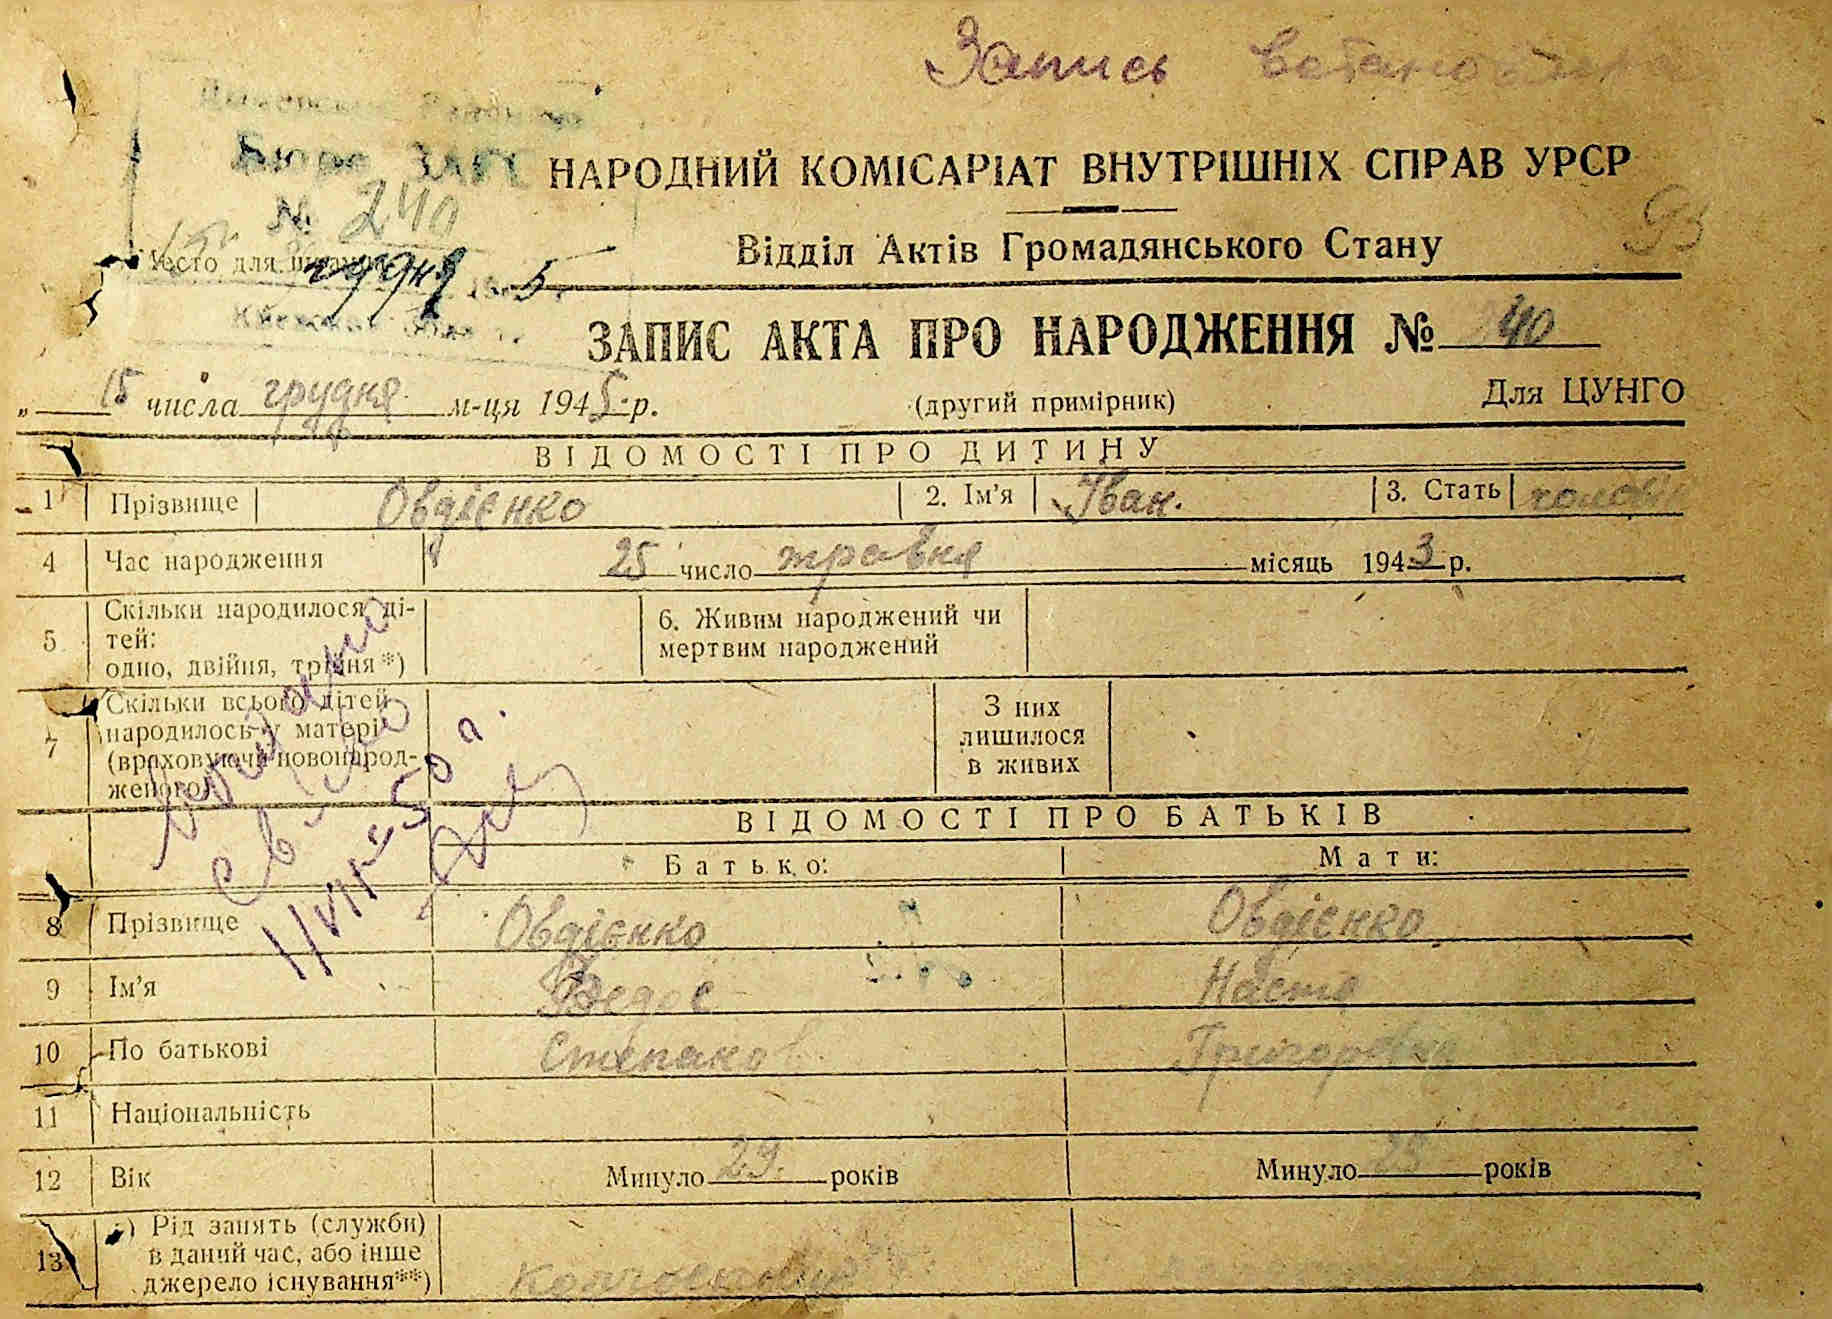 Запись
Бюро ЗАГС
№ 240
Место для
грудня 5
НАРОДНИЙ КОМІСАРІАТ ВНУТРІШНІХ СПРАВ УРСР
93
Відділ Актів Громадянського Стану
ЗАПИС АКТА ПРО НАРОДЖЕННЯ № 240
„ 15 числа грудня м-ця 1945 р. (другий примірник) Для ЦУНГО
ВІДОМОСТІ ПРО ДИТИНУ
1 Прізвище Овдієнко 2. Ім'я Іван. 3. Стать
4 Час народження 25 число травня місяць 1943 р.
5 Скільки народилося дітей: одно, двійня, трійня*) 6. Живим народжений чи мертвим народжений
7 Скільки всього дітей народилось у матері (враховуючи новонародженого) З них лишилося в живих
ВІДОМОСТІ ПРО БАТЬКІВ
Батько: Мати:
8 Прізвище Овдієнко Овдієнко
9 Ім'я Федос Настя
10 По батькові Степанов Григоровна
11 Національність
12 Вік Минуло 29. років Минуло років
13 Рід занять (служби) в даний час, або інше джерело існування**)